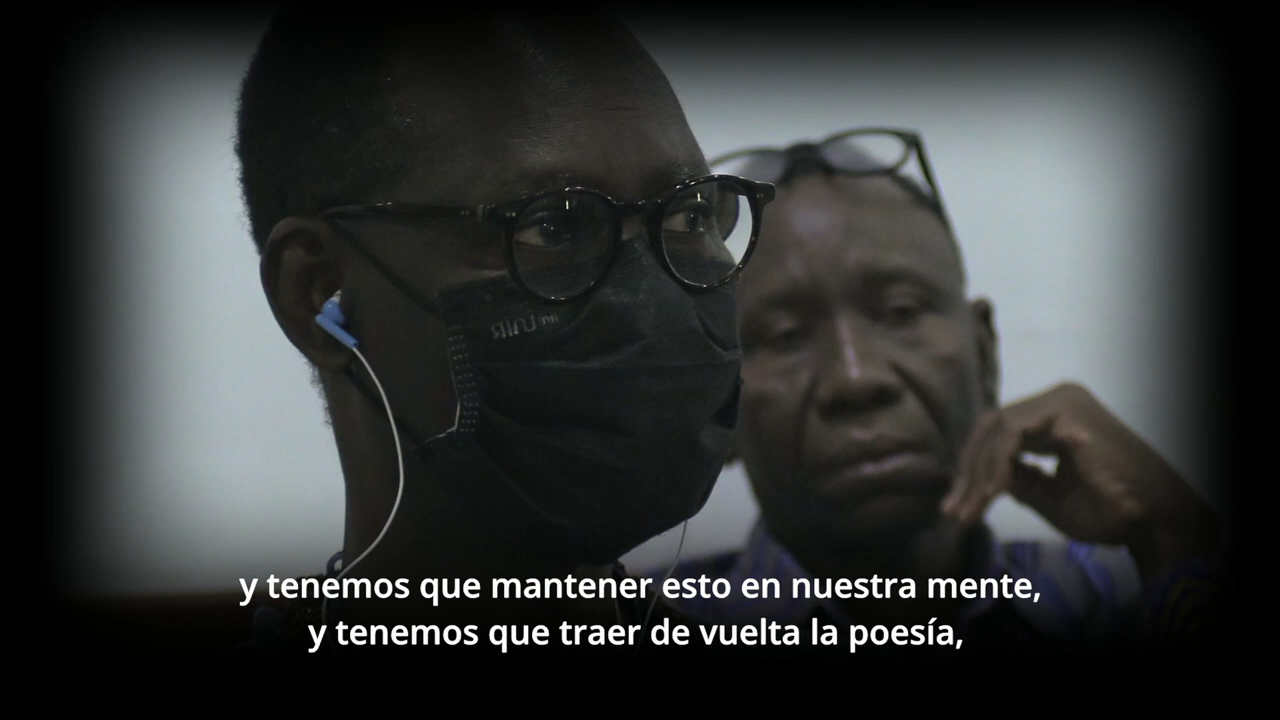 y tenemos que mantener esto en nuestra mente,
y tenemos que traer de vuelta la poesía,